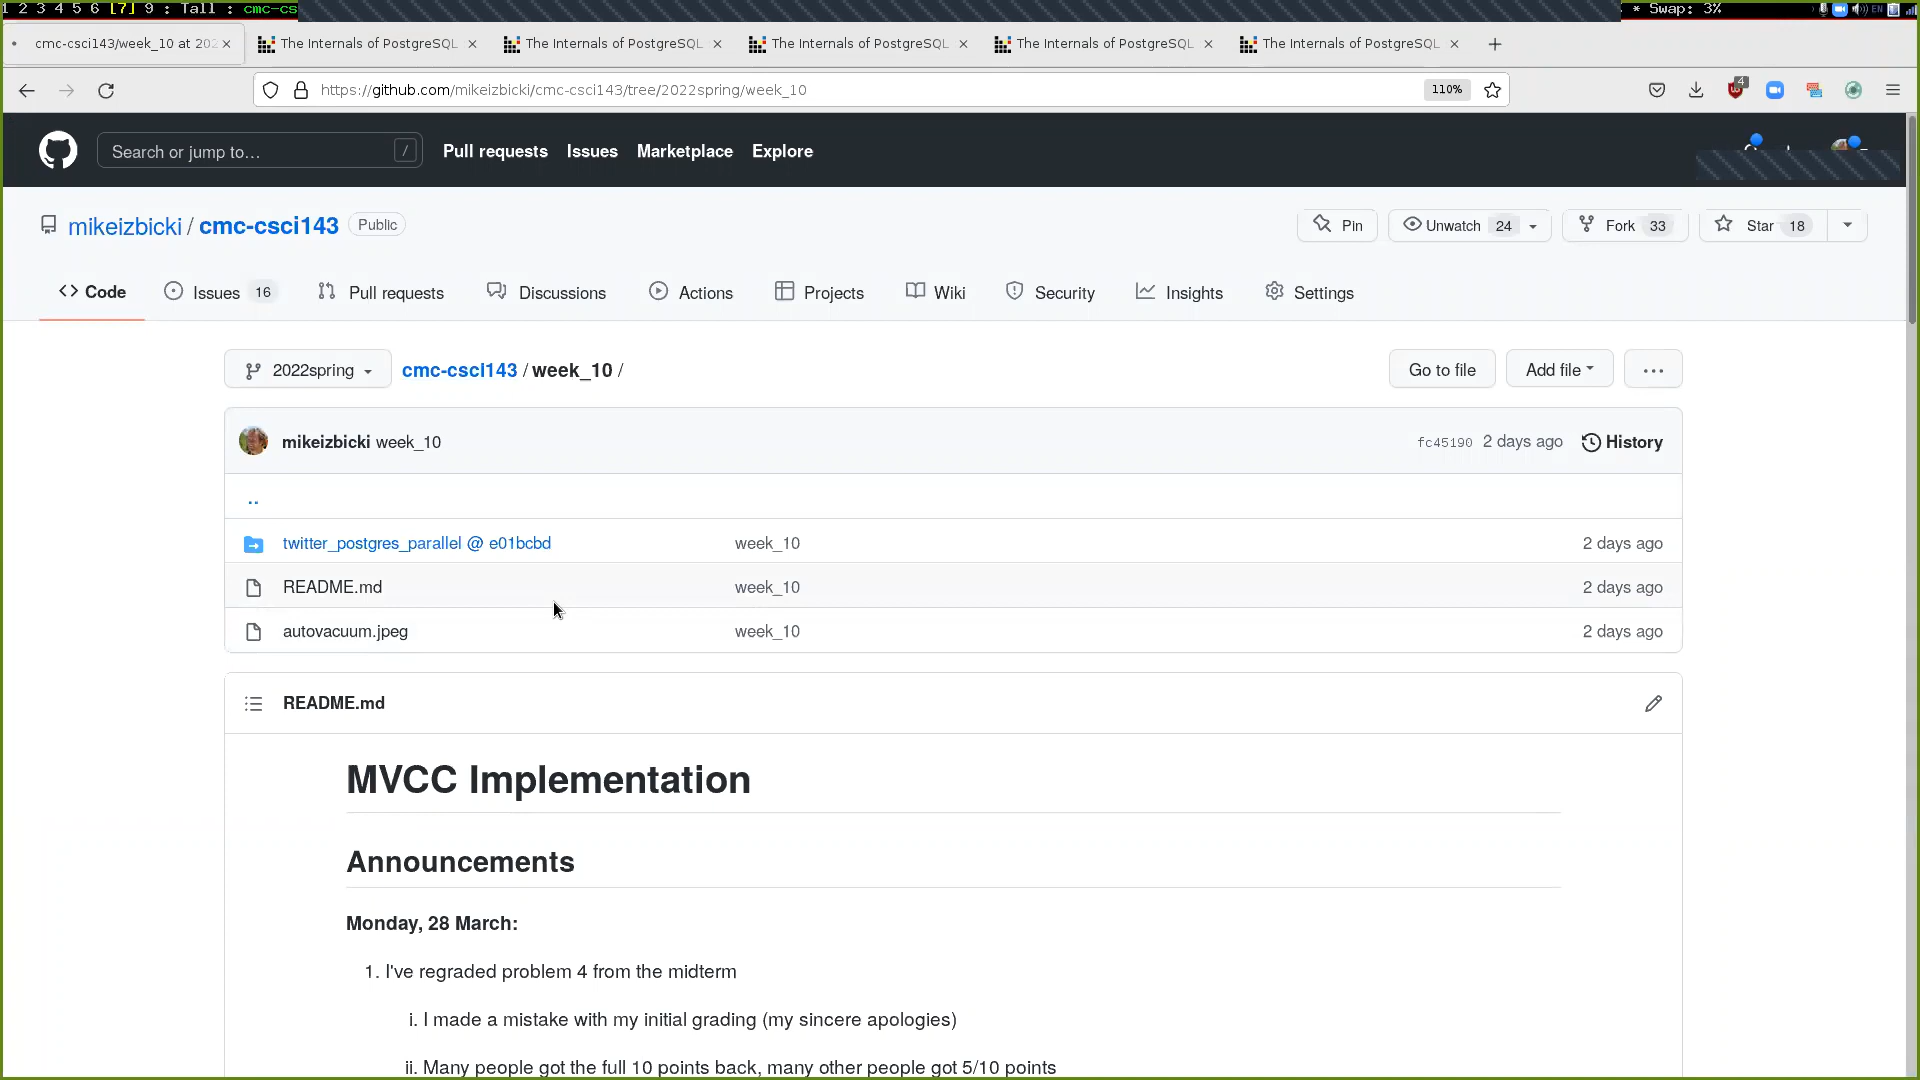 1 2 3 4 5 6 [7] 9 : Tall : cmc-cs
* Swap: 3%
EN
cmc-csci143/week_10 at 202
The Internals of PostgreSQL
The Internals of PostgreSQL
The Internals of PostgreSQL
The Internals of PostgreSQL
The Internals of PostgreSQL
https://github.com/mikeizbicki/cmc-csci143/tree/2022spring/week_10
110%
4
Search or jump to…
/
Pull requests
Issues
Marketplace
Explore
mikeizbicki / cmc-csci143
Public
Pin
Unwatch 24
Fork 33
Star 18
Code
Issues 16
Pull requests
Discussions
Actions
Projects
Wiki
Security
Insights
Settings
2022spring
cmc-csci143 / week_10 /
Go to file
Add file
mikeizbicki week_10
fc45190 2 days ago
History
..
twitter_postgres_parallel @ e01bcbd
week_10
2 days ago
README.md
week_10
2 days ago
autovacuum.jpeg
week_10
2 days ago
README.md
MVCC Implementation
Announcements
Monday, 28 March:
1. I've regraded problem 4 from the midterm
i. I made a mistake with my initial grading (my sincere apologies)
ii. Many people got the full 10 points back, many other people got 5/10 points